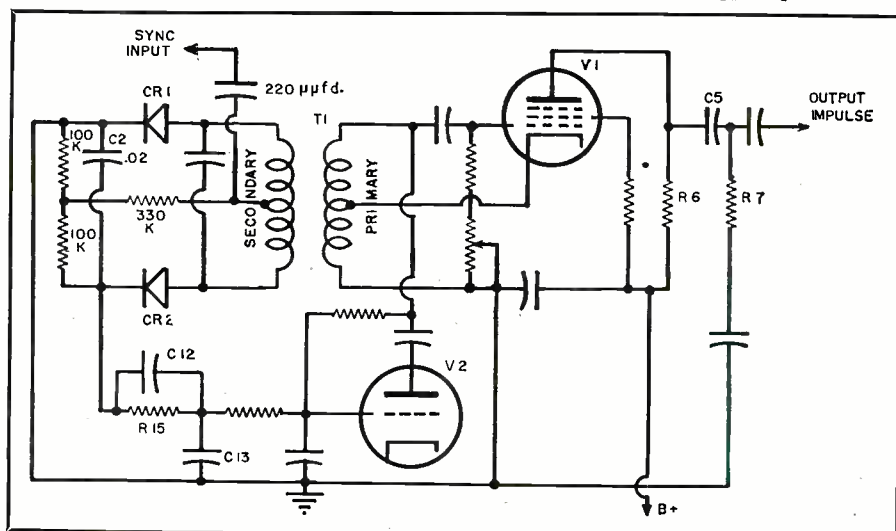 SYNC
INPUT
220 μμfd.
CR1
T1
V1
C5
OUTPUT
IMPULSE
100
K
C2
.02
SECONDARY
PRIMARY
R6
R7
330
K
100
K
CR2
C12
V2
R15
C13
B+